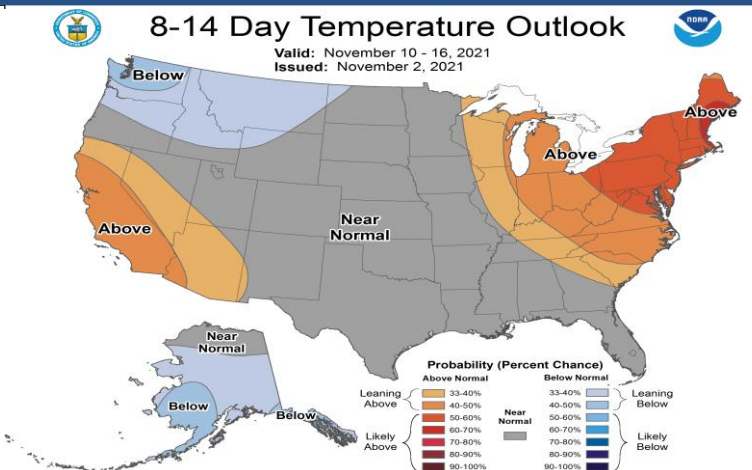 8-14 Day Temperature Outlook
Valid: November 10 - 16, 2021
Issued: November 2, 2021
NOAA
Below
Above
Above
Above
Near
Normal
Near
Normal
Below
Below
Probability (Percent Chance)
Above Normal
Below Normal
Leaning
Above
33-40%
40-50%
Likely
Above
50-60%
60-70%
70-80%
80-90%
90-100%
Near
Normal
33-40%
40-50%
Leaning
Below
50-60%
60-70%
70-80%
80-90%
90-100%
Likely
Below